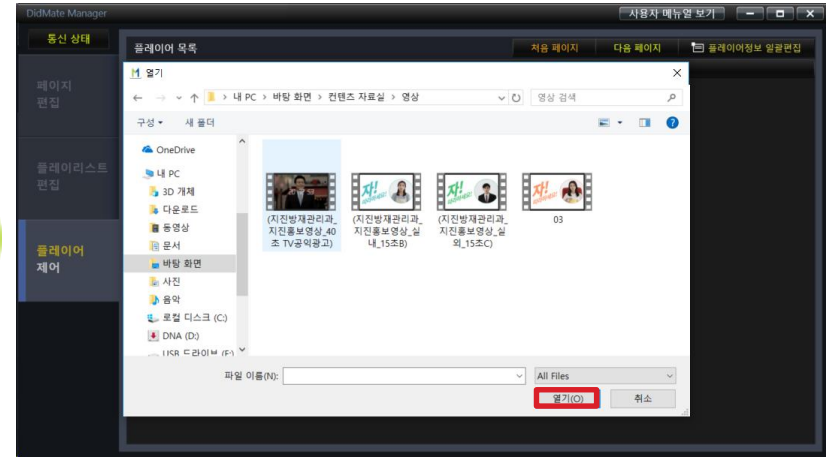 DidMate Manager
사용자 메뉴얼 보기
통신 상태
플레이어 목록
처음 페이지
다음 페이지
플레이어정보 일괄편집
페이지
편집
플레이리스트
편집
플레이어
제어
열기
내 PC > 바탕 화면 > 컨텐츠 자료실 > 영상
영상 검색
구성
새 폴더
OneDrive
내 PC
3D 개체
다운로드
동영상
문서
바탕 화면
사진
음악
로컬 디스크 (C:)
DNA (D:)
USB 드라이브 (F:)
(지진방재관리과_
지진홍보영상_40
초 TV공익광고)
(지진방재관리과_
지진홍보영상_실
내_15초B)
(지진방재관리과_
지진홍보영상_실
외_15초C)
03
파일 이름(N):
All Files
열기(O)
취소